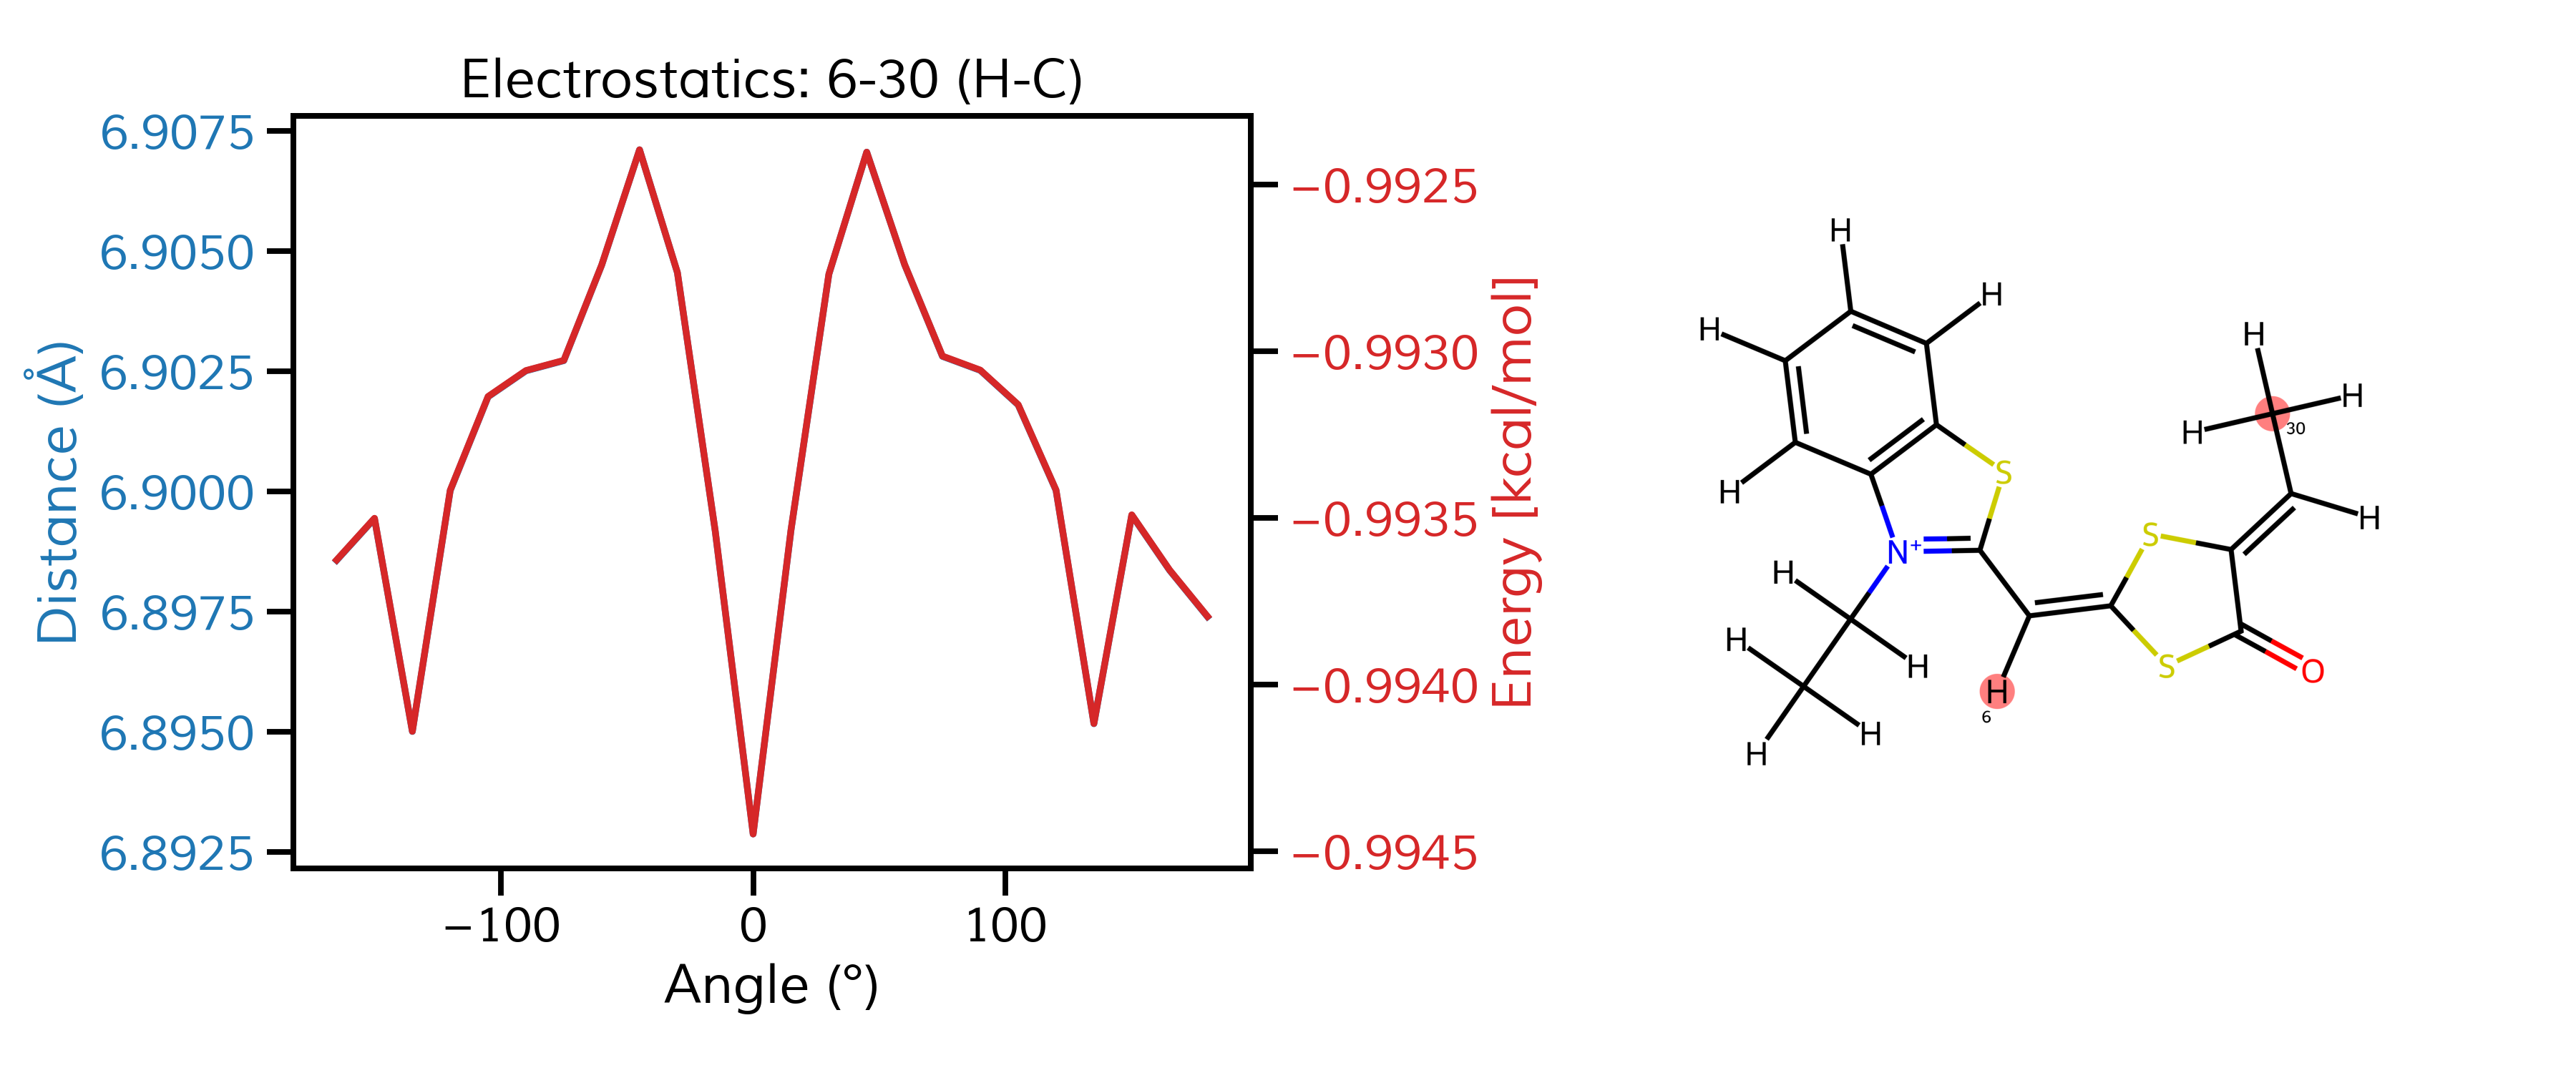 Electrostatics: 6-30 (H-C)
6.9075
6.9050
6.9025
6.9000
6.8975
6.8950
6.8925
Distance (Å)
−100
0
100
Angle (°)
−0.9925
−0.9930
−0.9935
−0.9940
−0.9945
Energy [kcal/mol]
H
H
H
H
H
H
H
30
S
H
H
S
N+
H
H
H
S
O
H
6
H
H